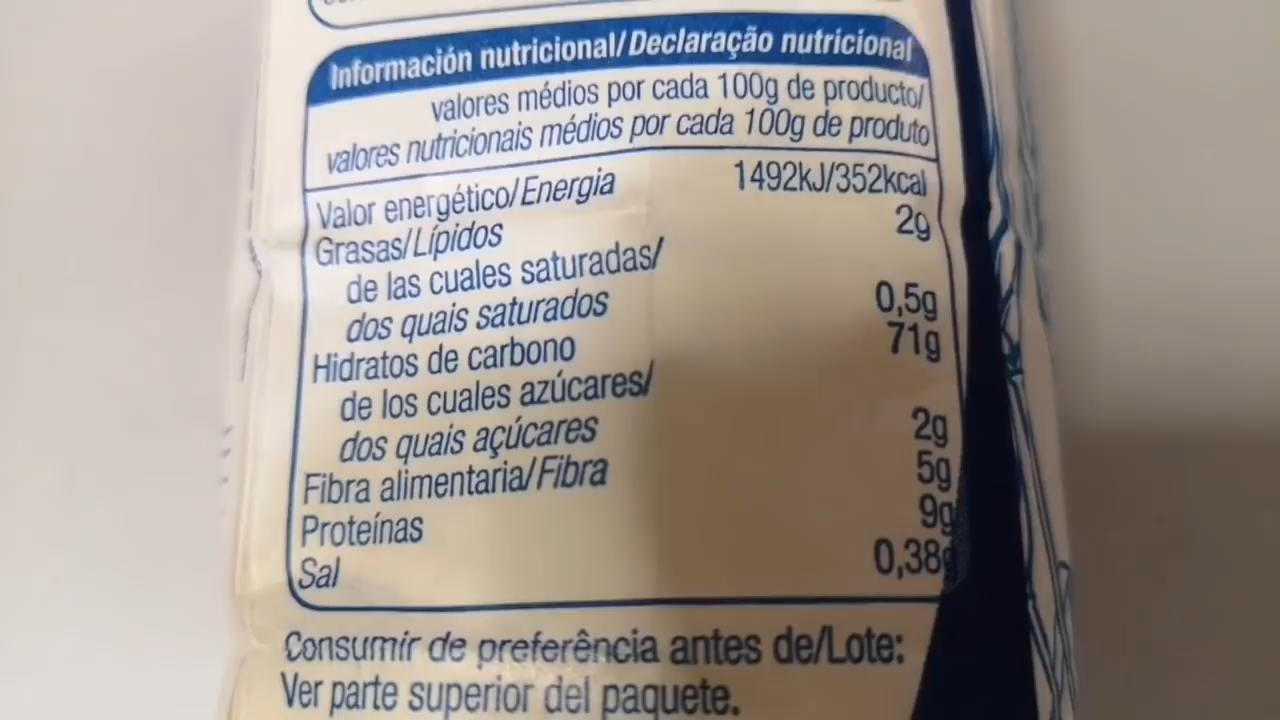 Información nutricional/Declaração nutricional
valores médios por cada 100g de producto/
valores nutricionais médios por cada 100g de produto
Valor energético/Energia 1492kJ/352kcal
Grasas/Lípidos 2g
de las cuales saturadas/
dos quais saturados 0,5g
Hidratos de carbono 71g
de los cuales azúcares/
dos quais açúcares 2g
Fibra alimentaria/Fibra 5g
Proteínas 9g
Sal 0,38g
Consumir de preferência antes de/Lote:
Ver parte superior del paquete.